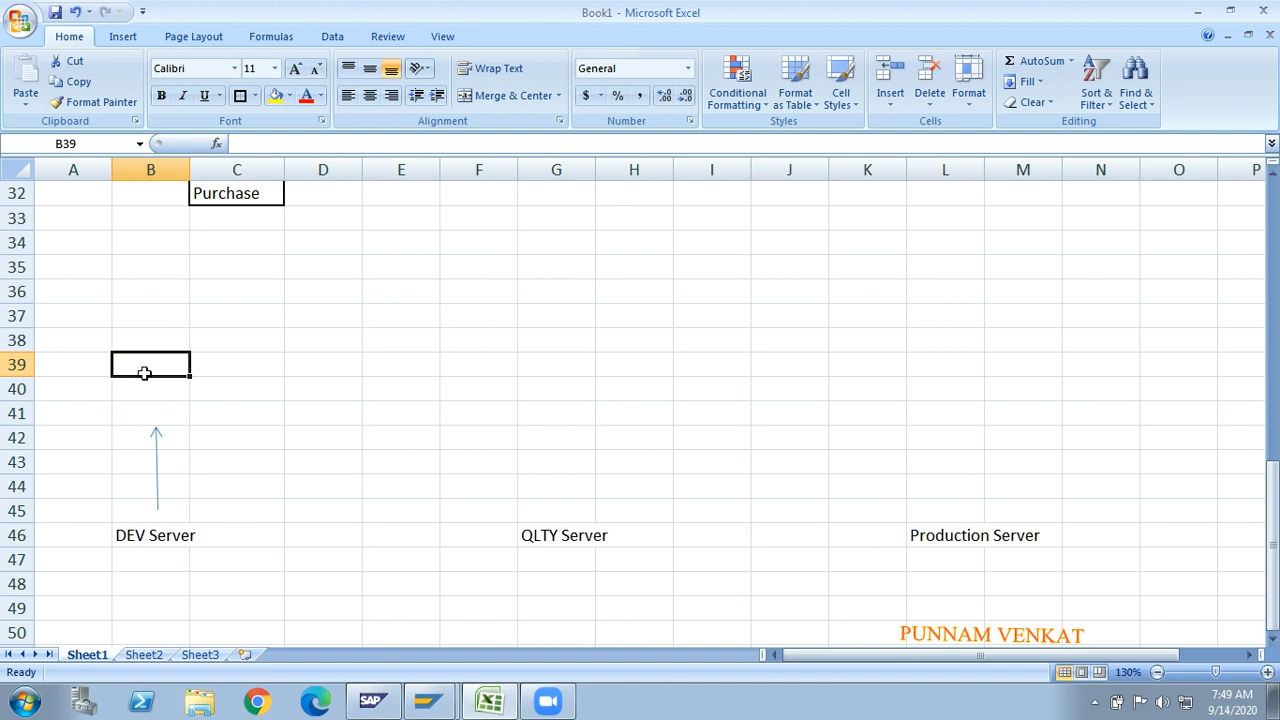 Book1 - Microsoft Excel
Home Insert Page Layout Formulas Data Review View
Cut
Copy
Format Painter
Paste
Clipboard
Calibri 11
B I U
Font
Wrap Text
Merge & Center
Alignment
General
$ % ,
Number
Conditional Formatting
Format as Table
Cell Styles
Styles
Insert Delete Format
Cells
Σ AutoSum
Fill
Clear
Sort & Filter
Find & Select
Editing
B39 fx
A B C D E F G H I J K L M N O P
32 Purchase
33
34
35
36
37
38
39
40
41
42
43
44
45
46 DEV Server QLTY Server Production Server
47
48
49
50
PUNNAM VENKAT
Sheet1 Sheet2 Sheet3
Ready 130%
SAP
7:49 AM
9/14/2020